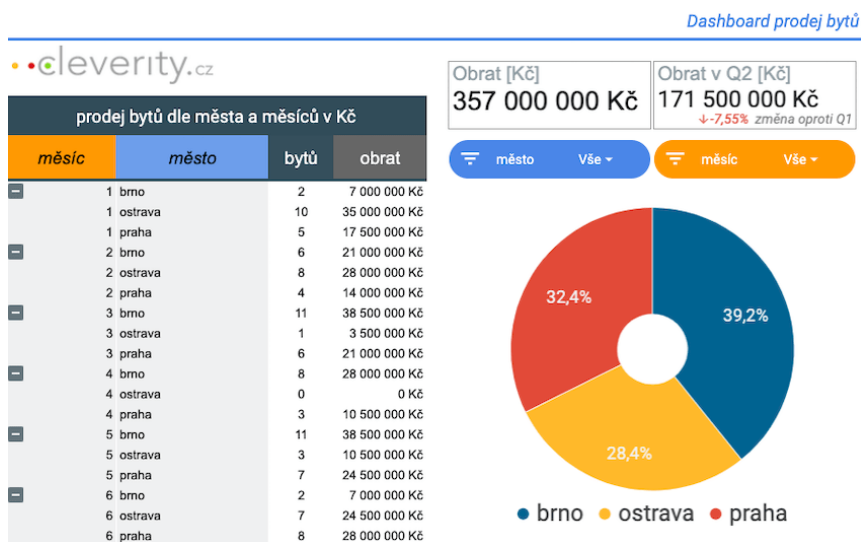 Dashboard prodej bytů
cleverity.cz
prodej bytů dle města a měsíců v Kč
měsíc město bytů obrat
1 brno 2 7 000 000 Kč
1 ostrava 10 35 000 000 Kč
1 praha 5 17 500 000 Kč
2 brno 6 21 000 000 Kč
2 ostrava 8 28 000 000 Kč
2 praha 4 14 000 000 Kč
3 brno 11 38 500 000 Kč
3 ostrava 1 3 500 000 Kč
3 praha 6 21 000 000 Kč
4 brno 8 28 000 000 Kč
4 ostrava 0 0 Kč
4 praha 3 10 500 000 Kč
5 brno 11 38 500 000 Kč
5 ostrava 3 10 500 000 Kč
5 praha 7 24 500 000 Kč
6 brno 2 7 000 000 Kč
6 ostrava 7 24 500 000 Kč
6 praha 8 28 000 000 Kč
Obrat [Kč]
357 000 000 Kč
Obrat v Q2 [Kč]
171 500 000 Kč
-7,55% změna oproti Q1
město Vše
měsíc Vše
32,4%
39,2%
28,4%
brno ostrava praha